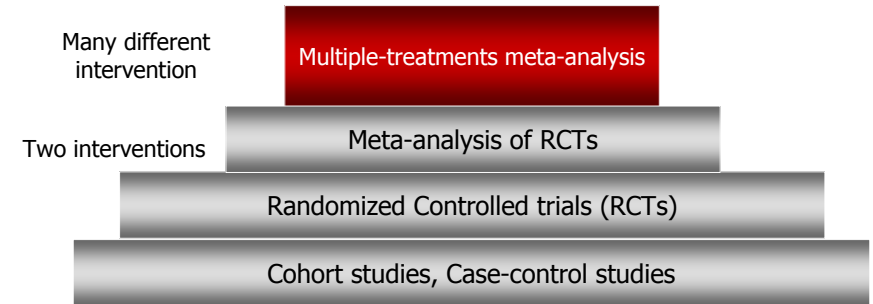 Many different
intervention
Multiple-treatments meta-analysis
Two interventions
Meta-analysis of RCTs
Randomized Controlled trials (RCTs)
Cohort studies, Case-control studies